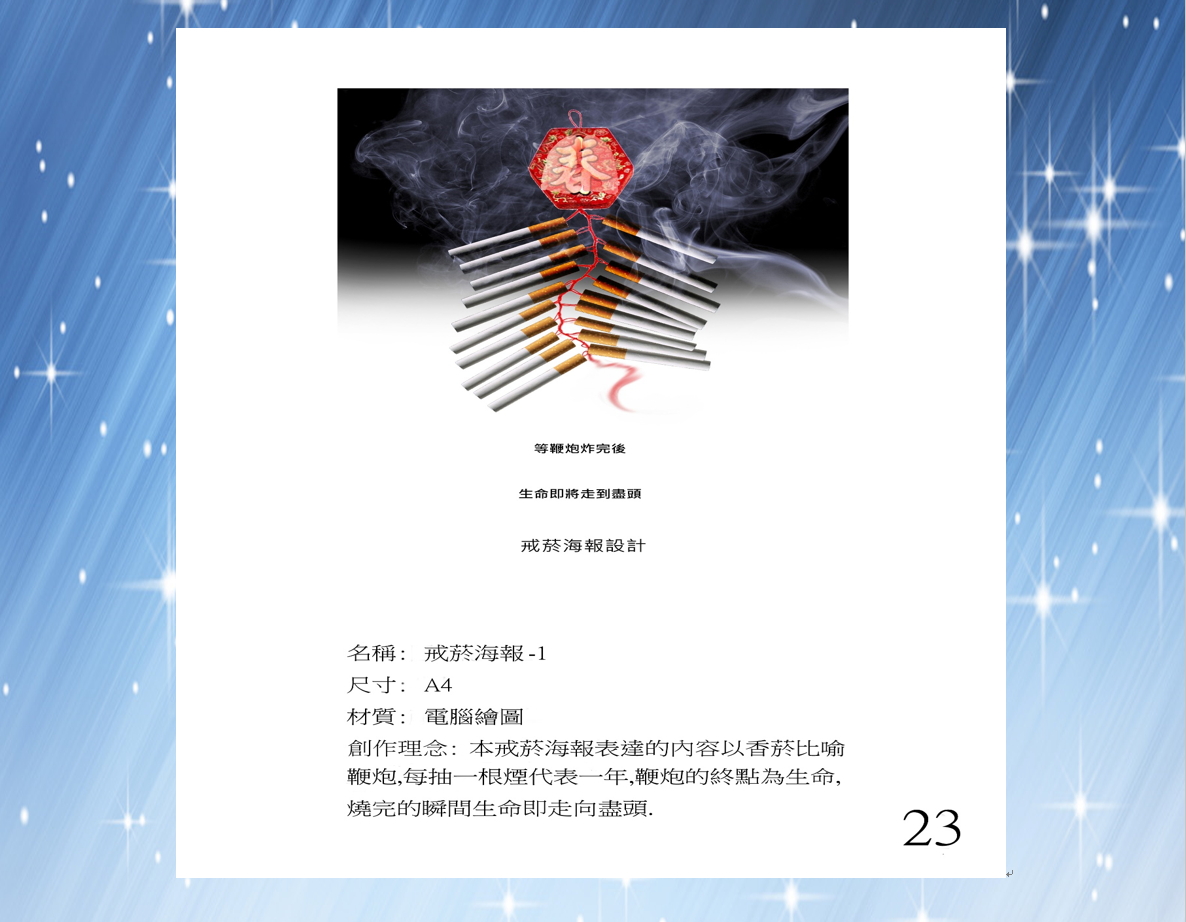 春
等鞭炮炸完後
生命即將走到盡頭
戒菸海報設計
名稱： 戒菸海報-1
尺寸： A4
材質： 電腦繪圖
創作理念： 本戒菸海報表達的內容以香菸比喻
鞭炮,每抽一根煙代表一年,鞭炮的終點為生命,
燒完的瞬間生命即走向盡頭.
23